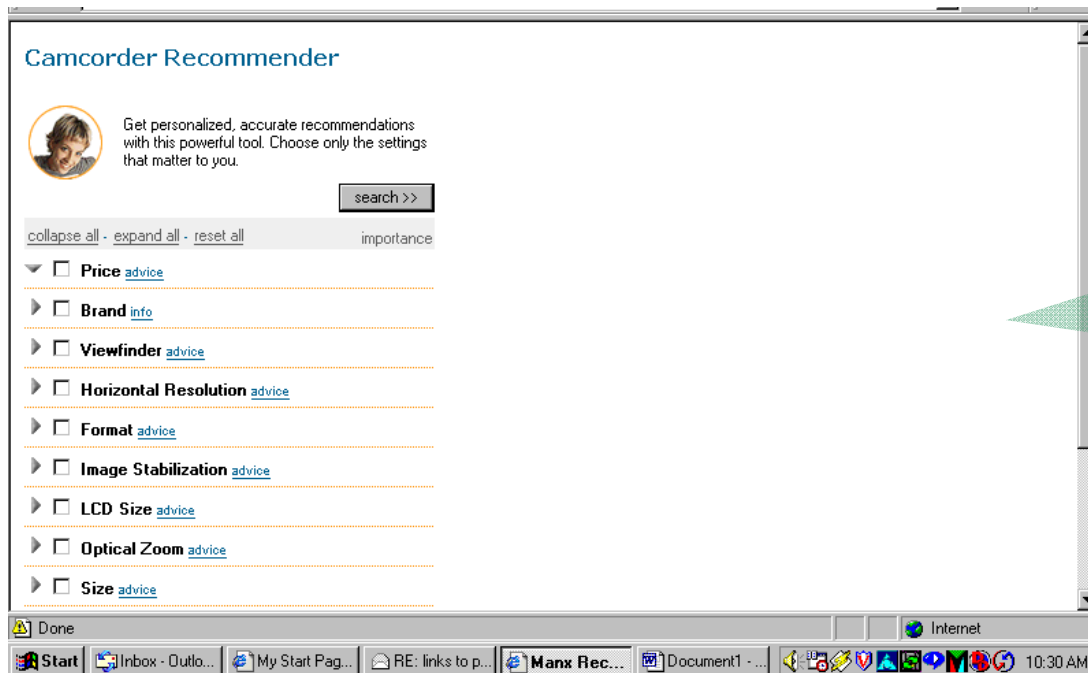 Camcorder Recommender
Get personalized, accurate recommendations
with this powerful tool. Choose only the settings
that matter to you.
search >>
collapse all - expand all - reset all importance
Price advice
Brand info
Viewfinder advice
Horizontal Resolution advice
Format advice
Image Stabilization advice
LCD Size advice
Optical Zoom advice
Size advice
Done Internet
Start Inbox - Outlo... My Start Pag... RE: links to p... Manx Rec... Document1 - ... 10:30 AM